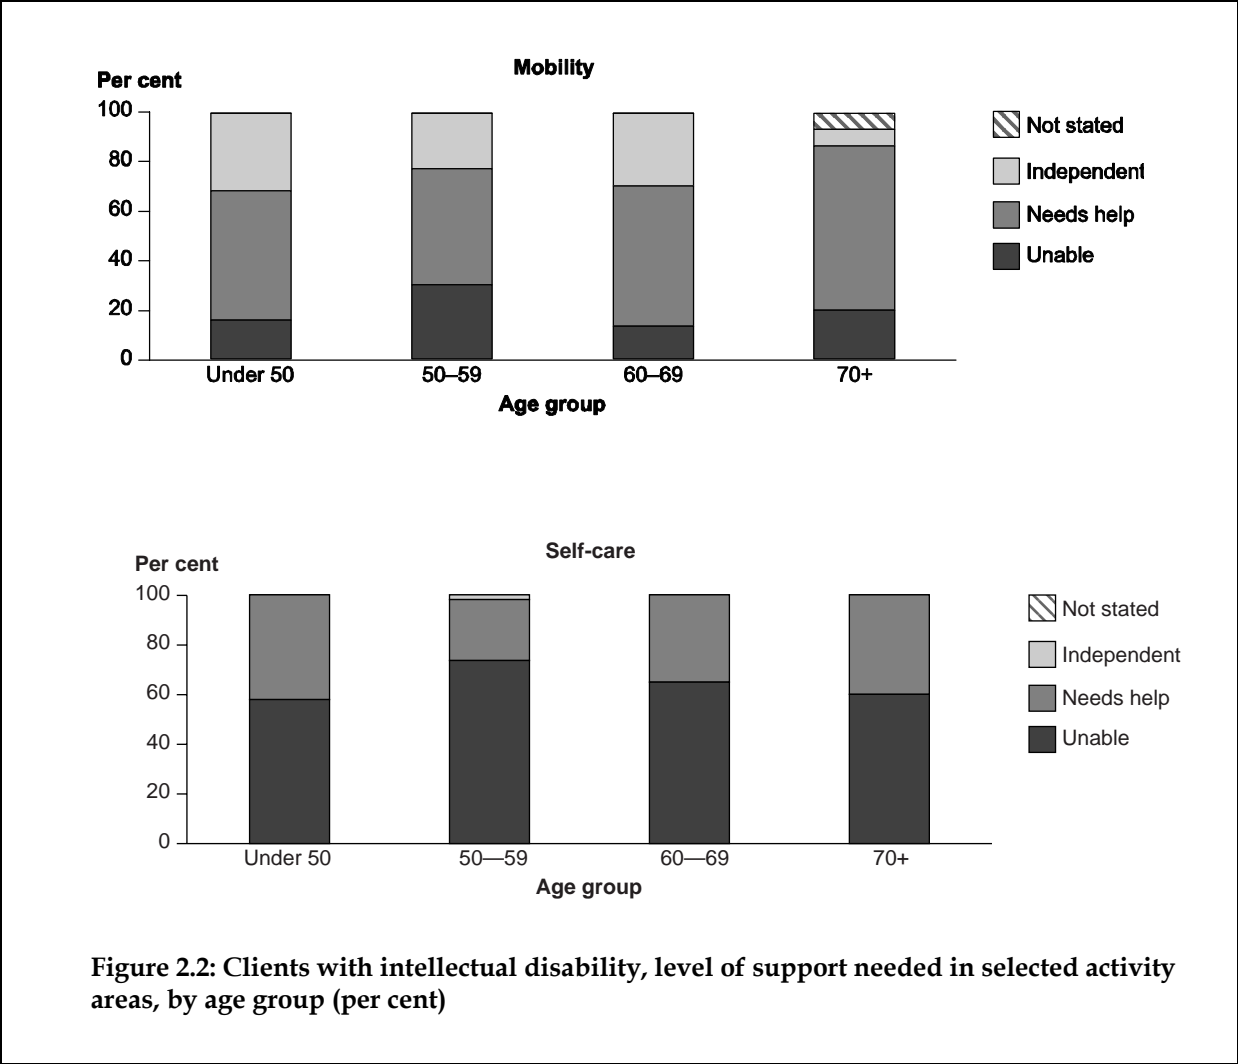 Mobility
Per cent
100
80
60
40
20
0
Under 50
50–59
60–69
70+
Age group
Not stated
Independent
Needs help
Unable
Self-care
Per cent
100
80
60
40
20
0
Under 50
50—59
60—69
70+
Age group
Not stated
Independent
Needs help
Unable
Figure 2.2: Clients with intellectual disability, level of support needed in selected activity
areas, by age group (per cent)